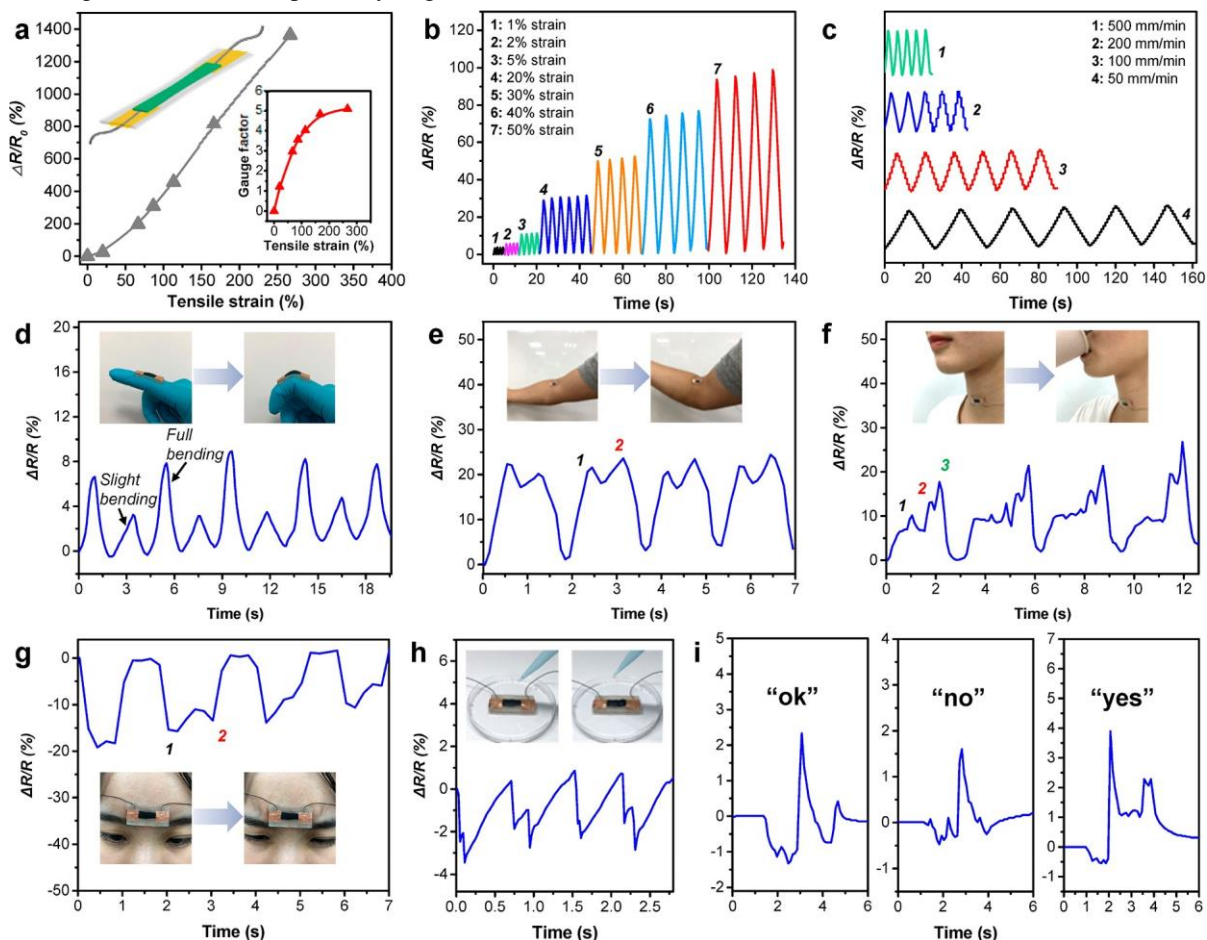 a
ΔR/R0 (%)
1400
1200
1000
800
600
400
200
0
0 50 100 150 200 250 300 350 400
Tensile strain (%)
Gauge factor
6
5
4
3
2
1
0
0 100 200 300
Tensile strain (%)
b
1: 1% strain
2: 2% strain
3: 5% strain
4: 20% strain
5: 30% strain
6: 40% strain
7: 50% strain
ΔR/R (%)
120
100
80
60
40
20
0
1 2 3 4 5 6 7
0 20 40 60 80 100 120 140
Time (s)
c
1: 500 mm/min
2: 200 mm/min
3: 100 mm/min
4: 50 mm/min
ΔR/R (%)
1
2
3
4
0 20 40 60 80 100 120 140 160
Time (s)
d
ΔR/R (%)
20
16
12
8
4
0
Full
bending
Slight
bending
0 3 6 9 12 15 18
Time (s)
e
ΔR/R (%)
50
40
30
20
10
0
1 2
0 1 2 3 4 5 6 7
Time (s)
f
ΔR/R (%)
50
40
30
20
10
0
1 2 3
0 2 4 6 8 10 12
Time (s)
g
ΔR/R (%)
0
-10
-20
-30
-40
-50
1 2
0 1 2 3 4 5 6 7
Time (s)
h
ΔR/R (%)
6
4
2
0
-2
-4
0.0 0.5 1.0 1.5 2.0 2.5
Time (s)
i
ΔR/R (%)
5
4
3
2
1
0
-1
-2
“ok”
0 2 4 6
Time (s)
4
3
2
1
0
-1
“no”
0 2 4 6
Time (s)
7
6
5
4
3
2
1
0
-1
“yes”
0 1 2 3 4 5 6
Time (s)